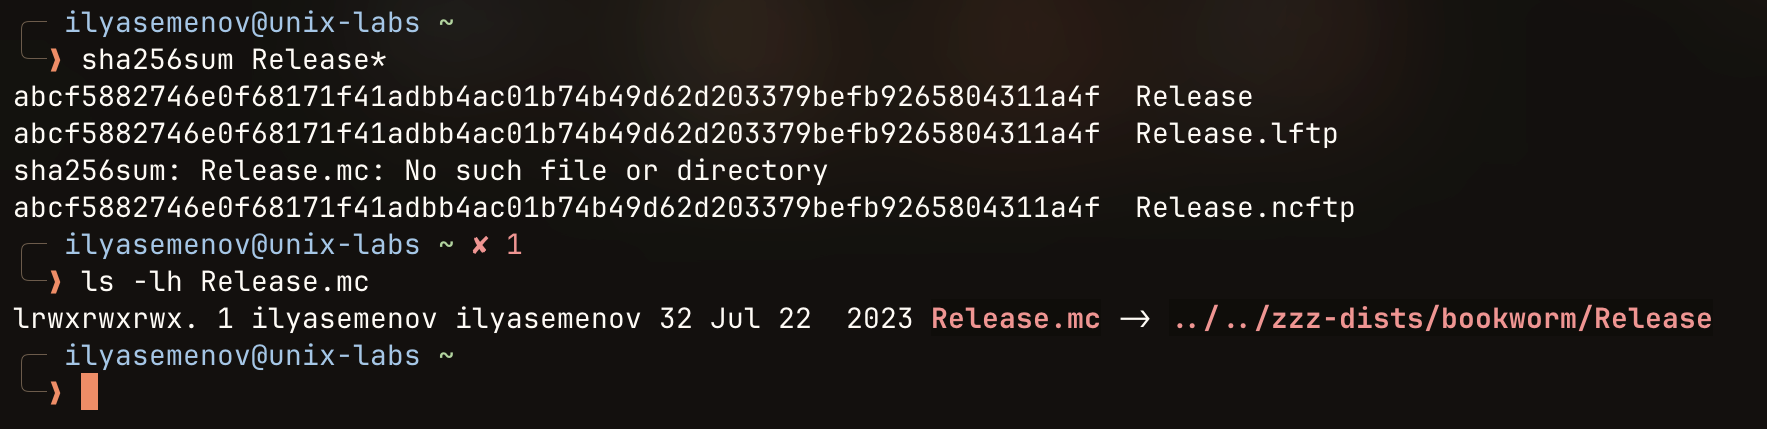 ilyasemenov@unix-labs ~
❯ sha256sum Release*
abcf5882746e0f68171f41adbb4ac01b74b49d62d203379befb9265804311a4f  Release
abcf5882746e0f68171f41adbb4ac01b74b49d62d203379befb9265804311a4f  Release.lftp
sha256sum: Release.mc: No such file or directory
abcf5882746e0f68171f41adbb4ac01b74b49d62d203379befb9265804311a4f  Release.ncftp
ilyasemenov@unix-labs ~ ✘ 1
❯ ls -lh Release.mc
lrwxrwxrwx. 1 ilyasemenov ilyasemenov 32 Jul 22  2023 Release.mc -> ../../zzz-dists/bookworm/Release
ilyasemenov@unix-labs ~
❯